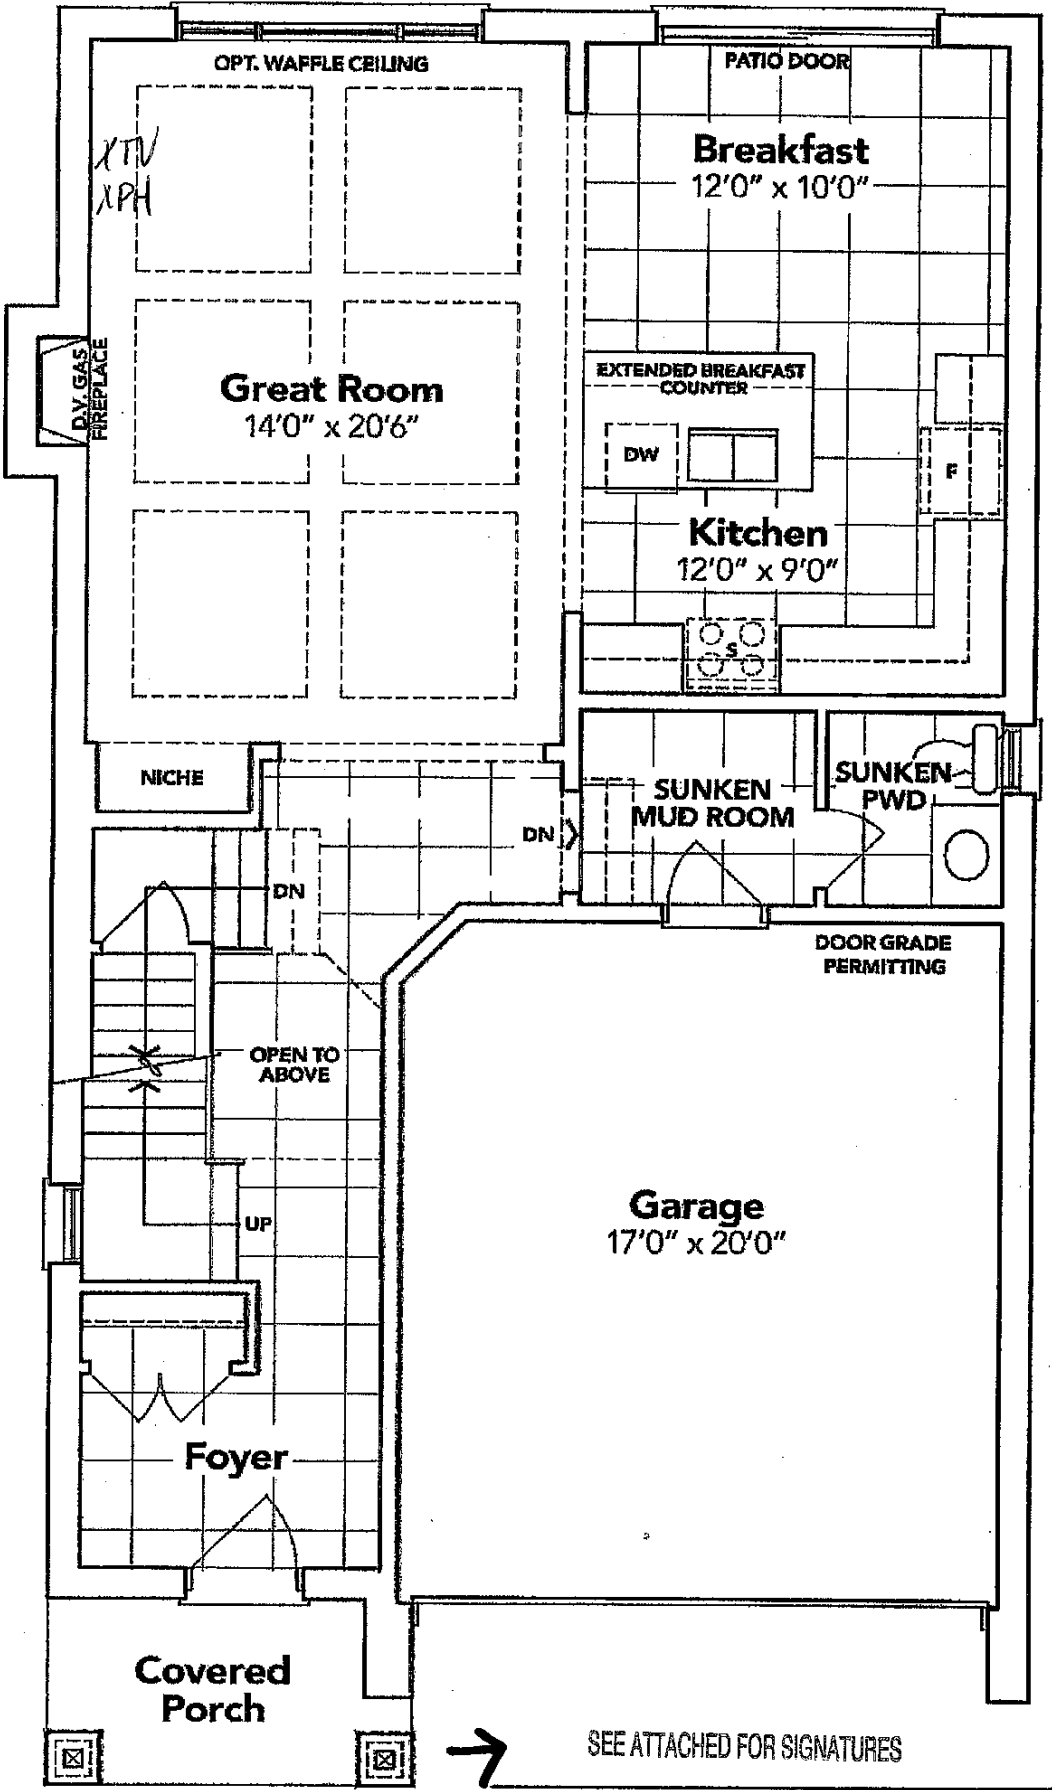 OPT. WAFFLE CEILING
PATIO DOOR
XTV
XPH
Breakfast
12'0" x 10'0"
D.V. GAS
FIREPLACE
Great Room
14'0" x 20'6"
EXTENDED BREAKFAST
COUNTER
DW
F
Kitchen
12'0" x 9'0"
S
NICHE
SUNKEN
MUD ROOM
SUNKEN
PWD
DN
DN
DOOR GRADE
PERMITTING
OPEN TO
ABOVE
UP
Garage
17'0" x 20'0"
Foyer
Covered
Porch
SEE ATTACHED FOR SIGNATURES